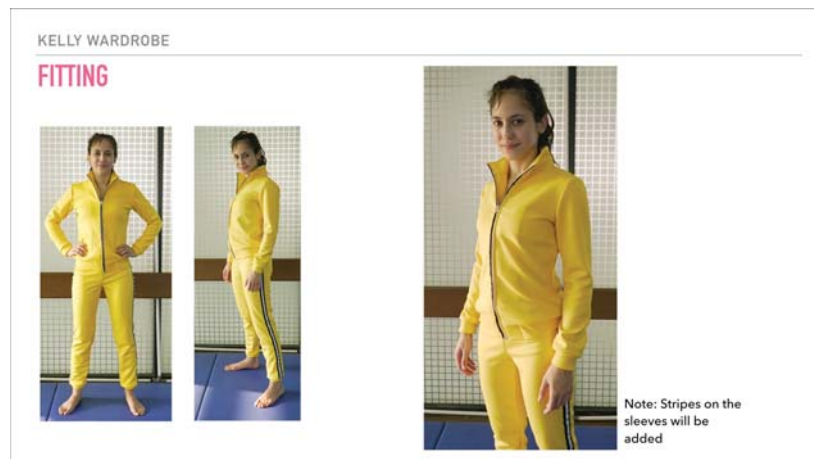 KELLY WARDROBE
FITTING
Note: Stripes on the
sleeves will be
added